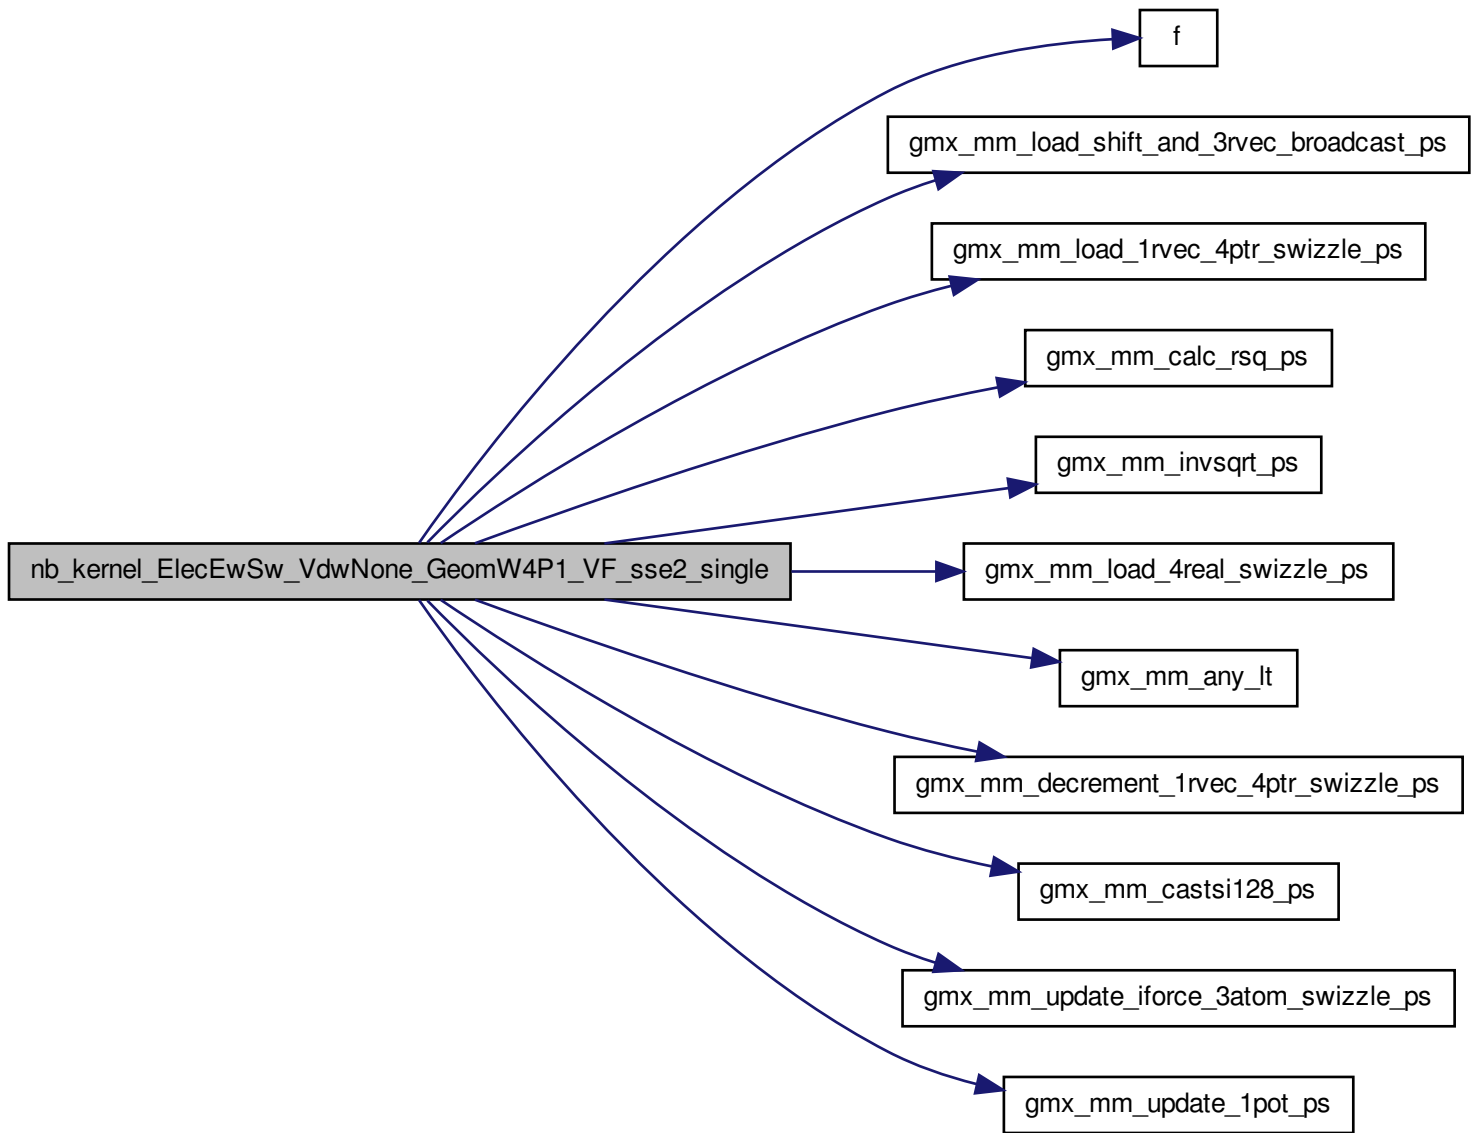 f
gmx_mm_load_shift_and_3rvec_broadcast_ps
gmx_mm_load_1rvec_4ptr_swizzle_ps
gmx_mm_calc_rsq_ps
gmx_mm_invsqrt_ps
nb_kernel_ElecEwSw_VdwNone_GeomW4P1_VF_sse2_single
gmx_mm_load_4real_swizzle_ps
gmx_mm_any_lt
gmx_mm_decrement_1rvec_4ptr_swizzle_ps
gmx_mm_castsi128_ps
gmx_mm_update_iforce_3atom_swizzle_ps
gmx_mm_update_1pot_ps